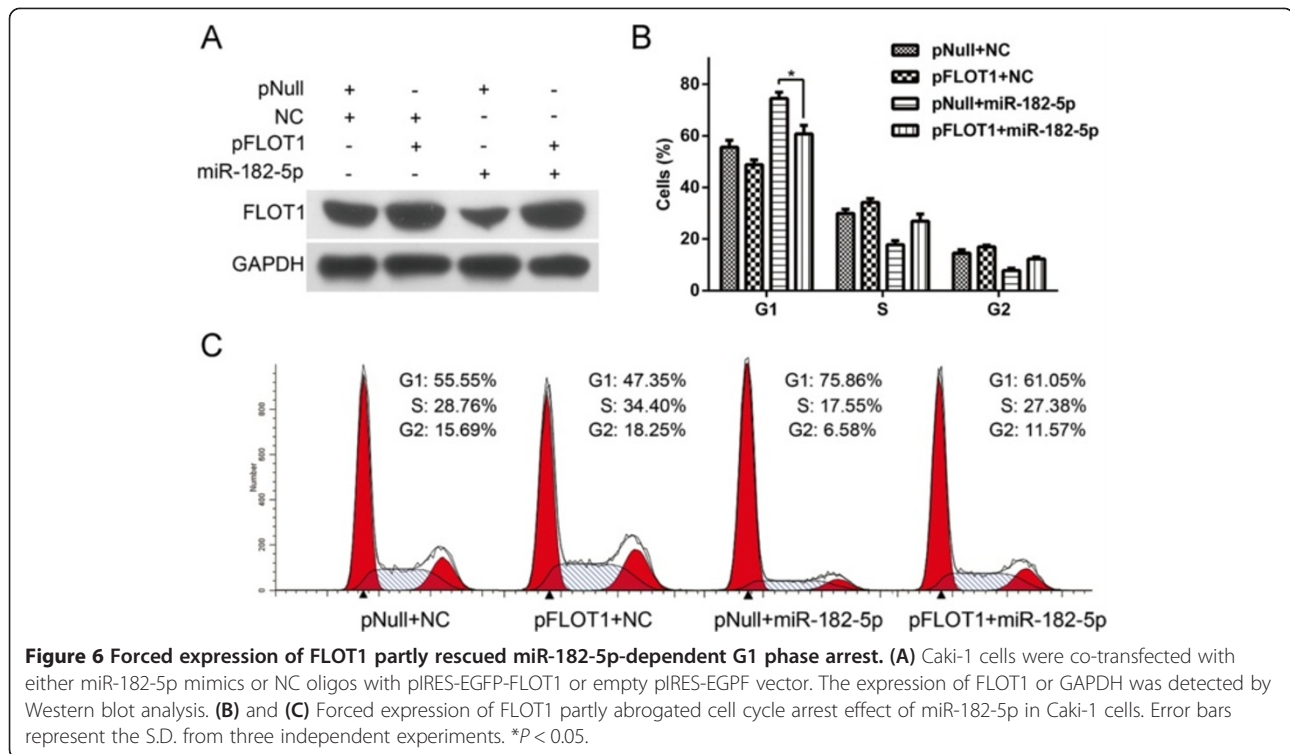 A
pNull + - + -
NC + + - -
pFLOT1 - + - +
miR-182-5p - - + +
FLOT1
GAPDH
B
pNull+NC
pFLOT1+NC
pNull+miR-182-5p
pFLOT1+miR-182-5p
*
Cells (%)
80
60
40
20
0
G1 S G2
C
Number
800
600
400
200
0
G1: 55.55%
S: 28.76%
G2: 15.69%
G1: 47.35%
S: 34.40%
G2: 18.25%
G1: 75.86%
S: 17.55%
G2: 6.58%
G1: 61.05%
S: 27.38%
G2: 11.57%
pNull+NC pFLOT1+NC pNull+miR-182-5p pFLOT1+miR-182-5p
Figure 6 Forced expression of FLOT1 partly rescued miR-182-5p-dependent G1 phase arrest. (A) Caki-1 cells were co-transfected with
either miR-182-5p mimics or NC oligos with pIRES-EGFP-FLOT1 or empty pIRES-EGPF vector. The expression of FLOT1 or GAPDH was detected by
Western blot analysis. (B) and (C) Forced expression of FLOT1 partly abrogated cell cycle arrest effect of miR-182-5p in Caki-1 cells. Error bars
represent the S.D. from three independent experiments. *P < 0.05.